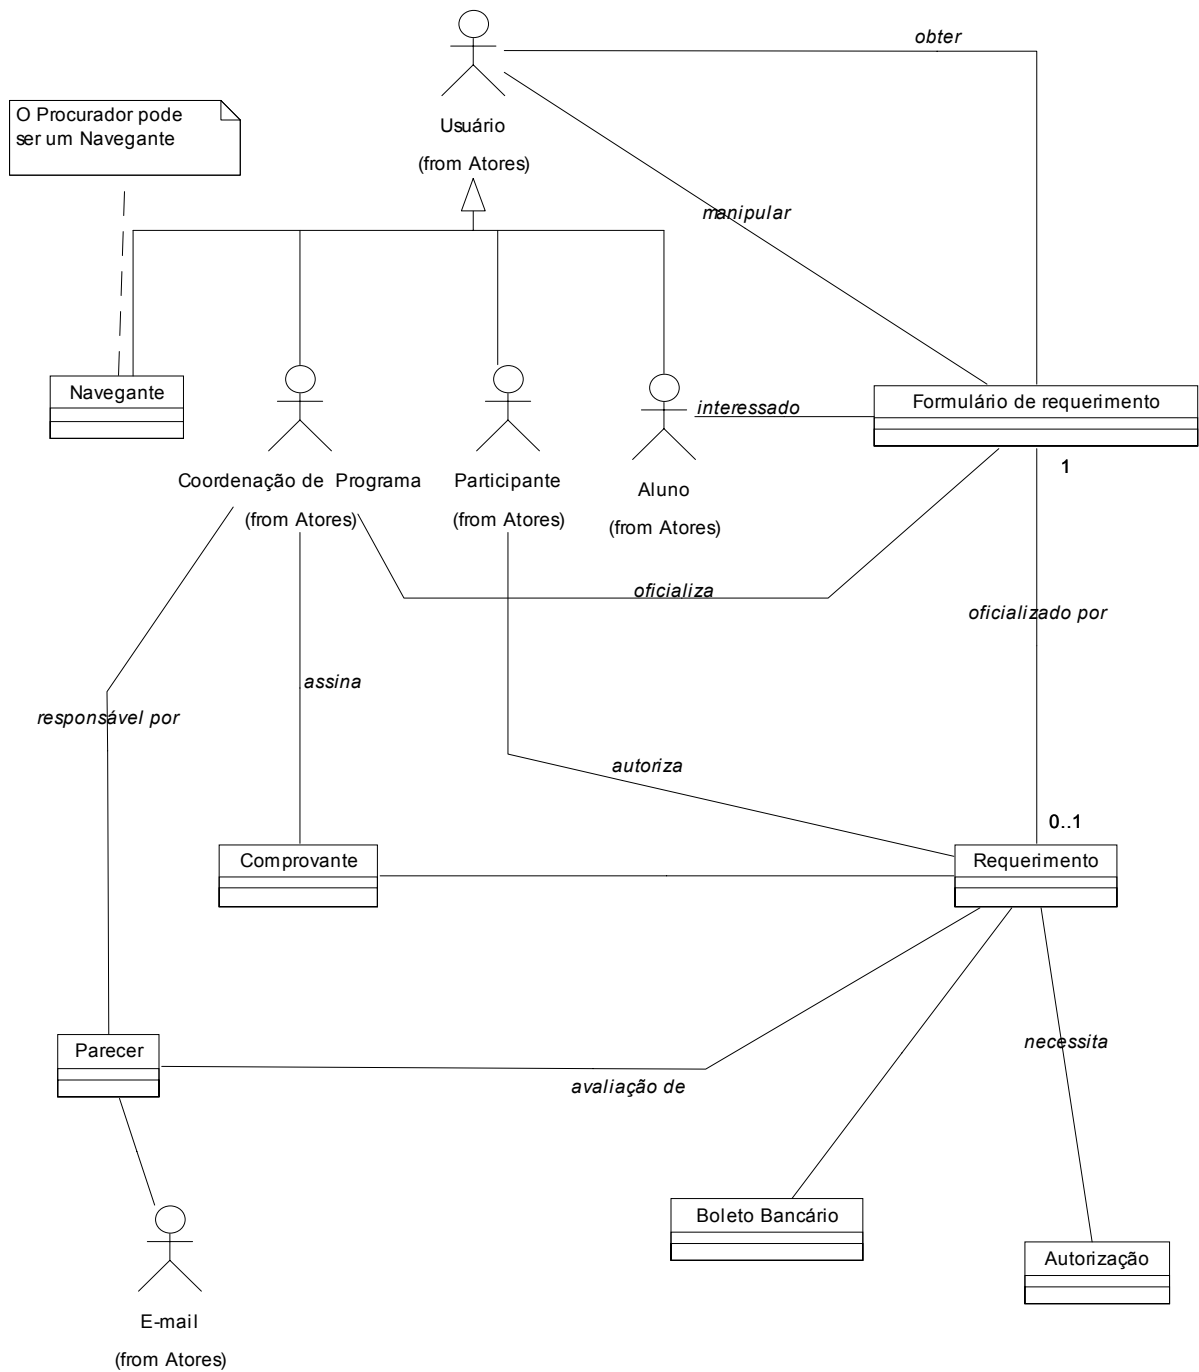 obter
O Procurador pode
ser um Navegante
Usuário
(from Atores)
manipular
Navegante
Formulário de requerimento
interessado
1
Coordenação de Programa
(from Atores)
Participante
(from Atores)
Aluno
(from Atores)
oficializa
oficializado por
assina
responsável por
autoriza
0..1
Comprovante
Requerimento
Parecer
necessita
avaliação de
Boleto Bancário
Autorização
E-mail
(from Atores)